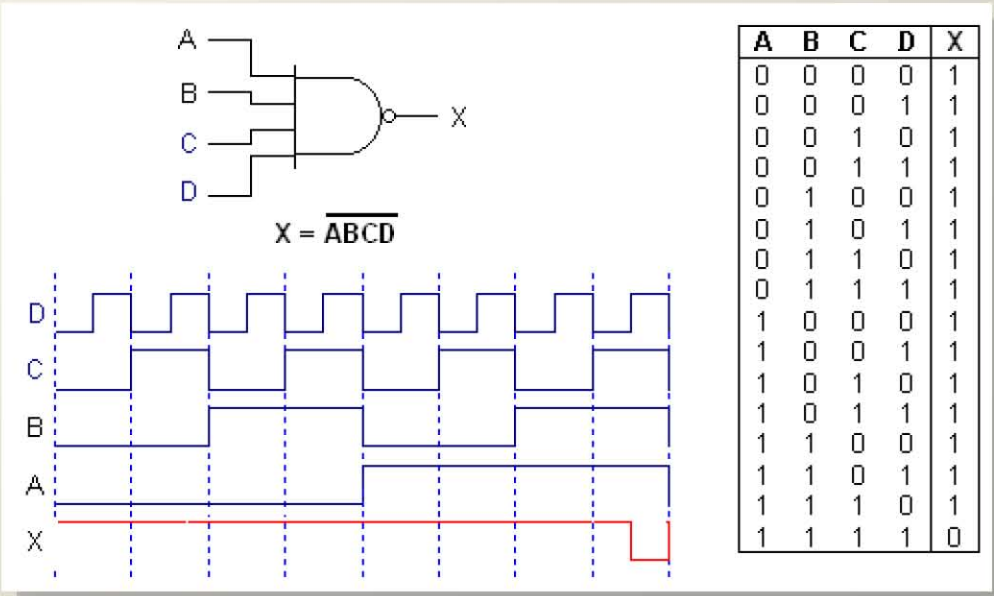 A
B
C
D
X
X = A̅B̅C̅D̅
D
C
B
A
X
A B C D X
0 0 0 0 1
0 0 0 1 1
0 0 1 0 1
0 0 1 1 1
0 1 0 0 1
0 1 0 1 1
0 1 1 0 1
0 1 1 1 1
1 0 0 0 1
1 0 0 1 1
1 0 1 0 1
1 0 1 1 1
1 1 0 0 1
1 1 0 1 1
1 1 1 0 1
1 1 1 1 0